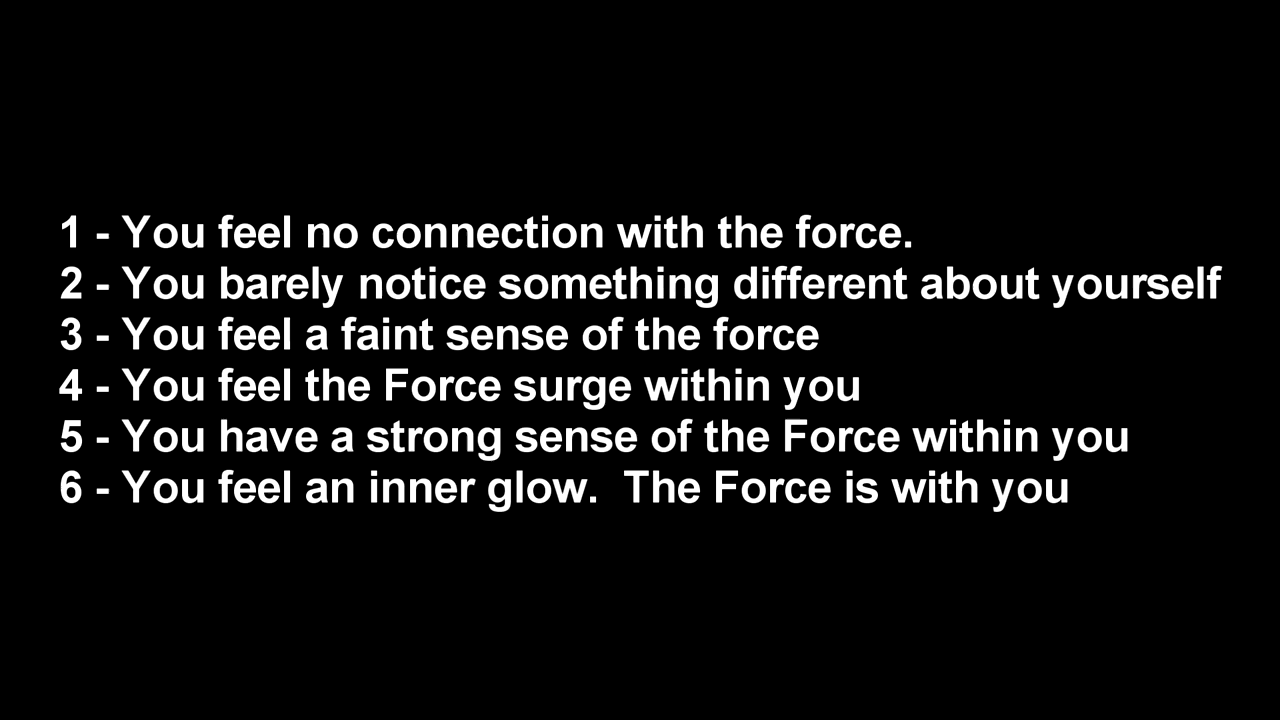 1 - You feel no connection with the force.
2 - You barely notice something different about yourself
3 - You feel a faint sense of the force
4 - You feel the Force surge within you
5 - You have a strong sense of the Force within you
6 - You feel an inner glow.  The Force is with you